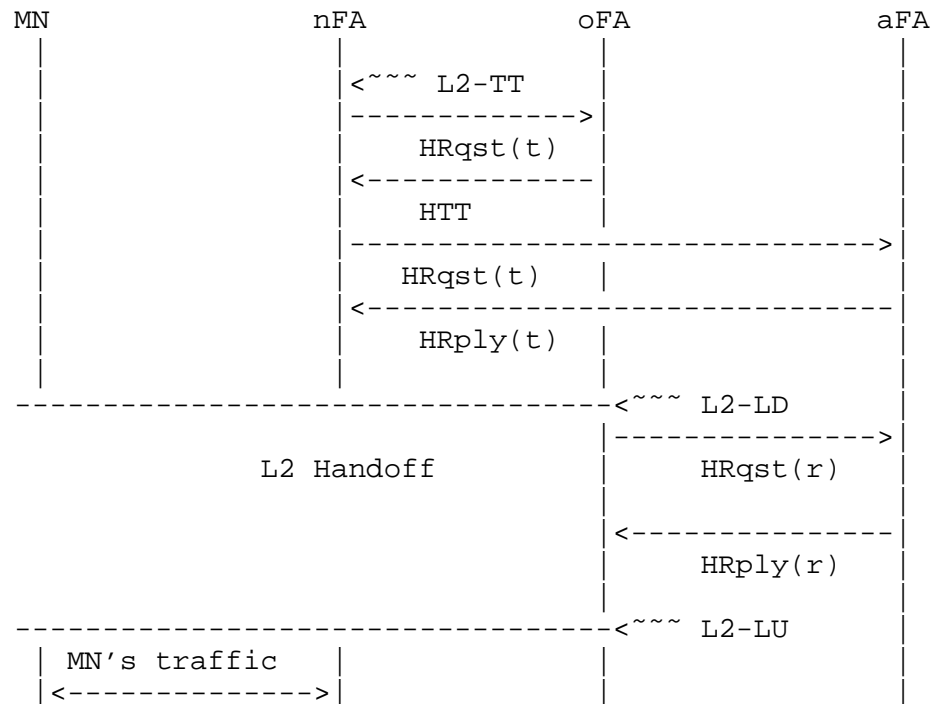 MN nFA oFA aFA
<~~~ L2-TT
HRqst(t)
HTT
HRqst(t)
HRply(t)
<~~~ L2-LD
L2 Handoff HRqst(r)
HRply(r)
<~~~ L2-LU
MN's traffic